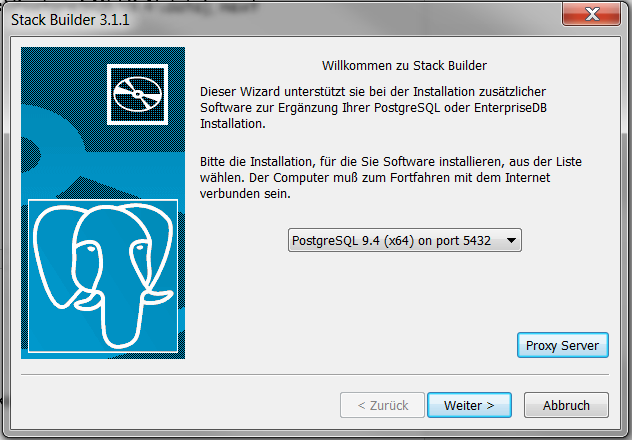 Stack Builder 3.1.1
Willkommen zu Stack Builder
Dieser Wizard unterstützt sie bei der Installation zusätzlicher
Software zur Ergänzung Ihrer PostgreSQL oder EnterpriseDB
Installation.
Bitte die Installation, für die Sie Software installieren, aus der Liste
wählen. Der Computer muß zum Fortfahren mit dem Internet
verbunden sein.
PostgreSQL 9.4 (x64) on port 5432
Proxy Server
< Zurück
Weiter >
Abbruch